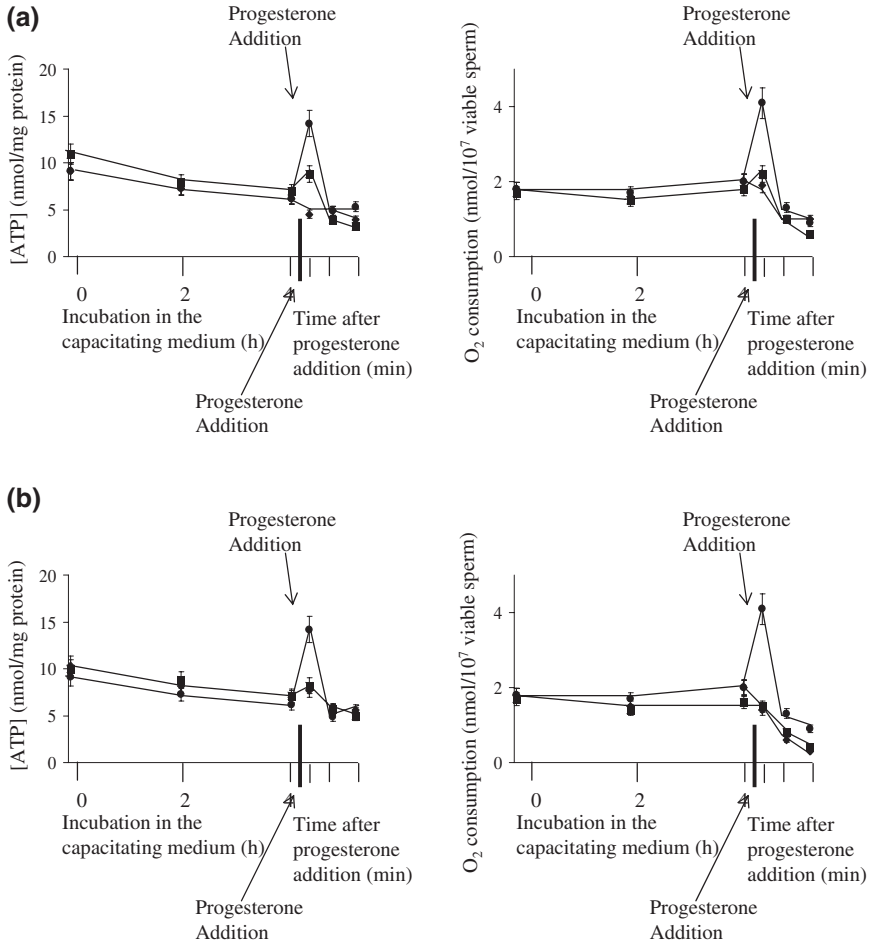 (a)
Progesterone
Addition
[ATP] (nmol/mg protein)
20
15
10
5
0
0
2
4
Incubation in the
capacitating medium (h)
Time after
progesterone
addition (min)
Progesterone
Addition
Progesterone
Addition
O2 consumption (nmol/10^7 viable sperm)
4
2
0
0
2
4
Incubation in the
capacitating medium (h)
Time after
progesterone
addition (min)
Progesterone
Addition
(b)
Progesterone
Addition
[ATP] (nmol/mg protein)
20
15
10
5
0
0
2
4
Incubation in the
capacitating medium (h)
Time after
progesterone
addition (min)
Progesterone
Addition
Progesterone
Addition
O2 consumption (nmol/10^7 viable sperm)
4
2
0
0
2
4
Incubation in the
capacitating medium (h)
Time after
progesterone
addition (min)
Progesterone
Addition